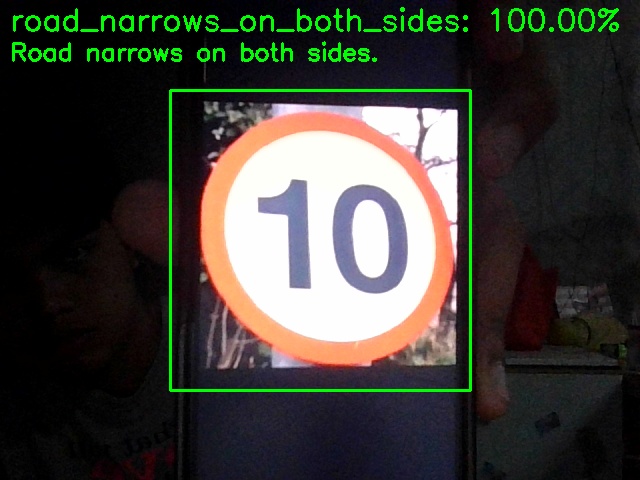 road_narrows_on_both_sides: 100.00%
Road narrows on both sides.
10